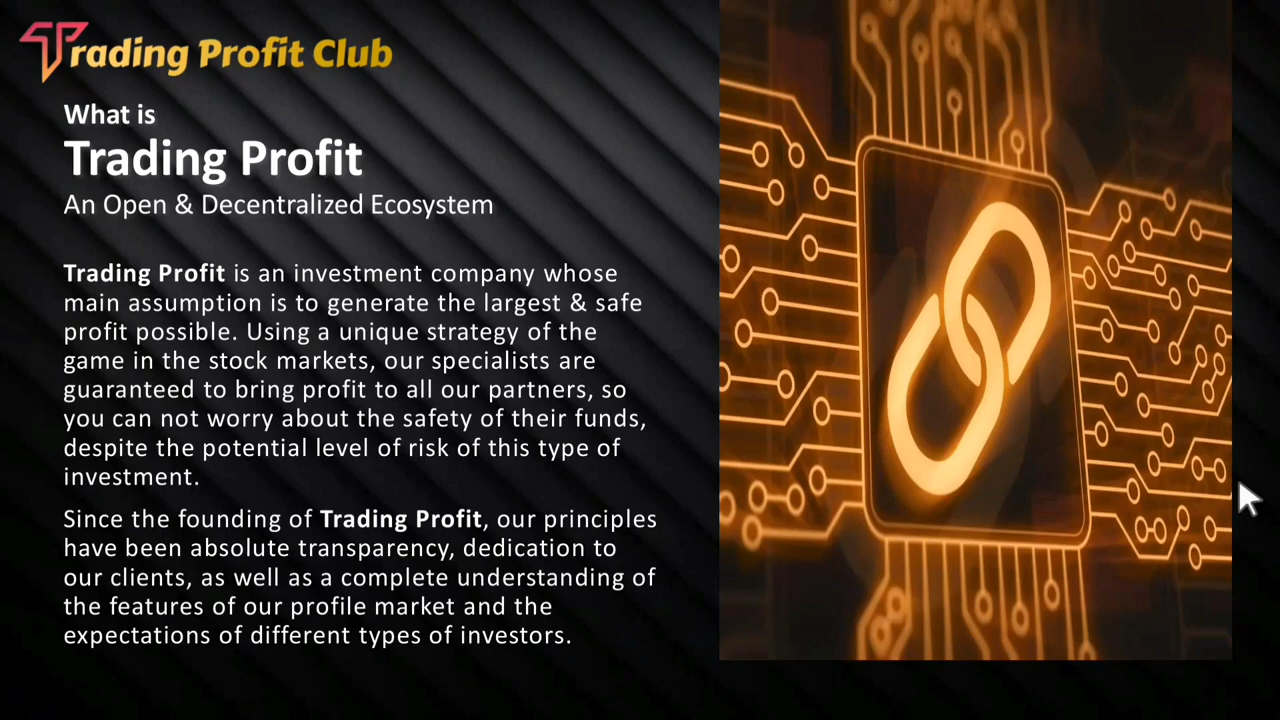 Trading Profit Club
What is
Trading Profit
An Open & Decentralized Ecosystem
Trading Profit is an investment company whose
main assumption is to generate the largest & safe
profit possible. Using a unique strategy of the
game in the stock markets, our specialists are
guaranteed to bring profit to all our partners, so
you can not worry about the safety of their funds,
despite the potential level of risk of this type of
investment.
Since the founding of Trading Profit, our principles
have been absolute transparency, dedication to
our clients, as well as a complete understanding of
the features of our profile market and the
expectations of different types of investors.